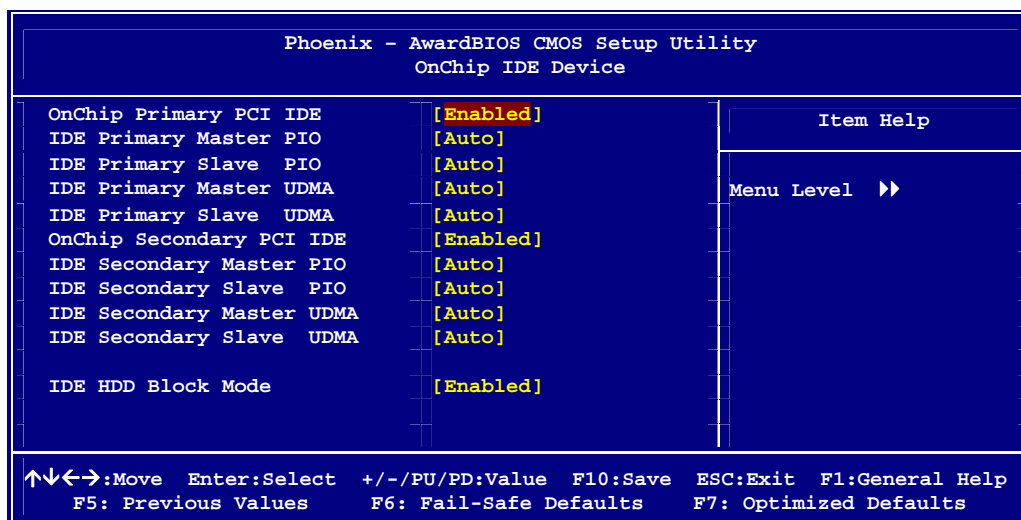 Phoenix – AwardBIOS CMOS Setup Utility
OnChip IDE Device
OnChip Primary PCI IDE [Enabled]
Item Help
IDE Primary Master PIO [Auto]
IDE Primary Slave PIO [Auto]
IDE Primary Master UDMA [Auto]
Menu Level
IDE Primary Slave UDMA [Auto]
OnChip Secondary PCI IDE [Enabled]
IDE Secondary Master PIO [Auto]
IDE Secondary Slave PIO [Auto]
IDE Secondary Master UDMA [Auto]
IDE Secondary Slave UDMA [Auto]
IDE HDD Block Mode [Enabled]
↑↓←→:Move Enter:Select +/-/PU/PD:Value F10:Save ESC:Exit F1:General Help
F5: Previous Values F6: Fail-Safe Defaults F7: Optimized Defaults